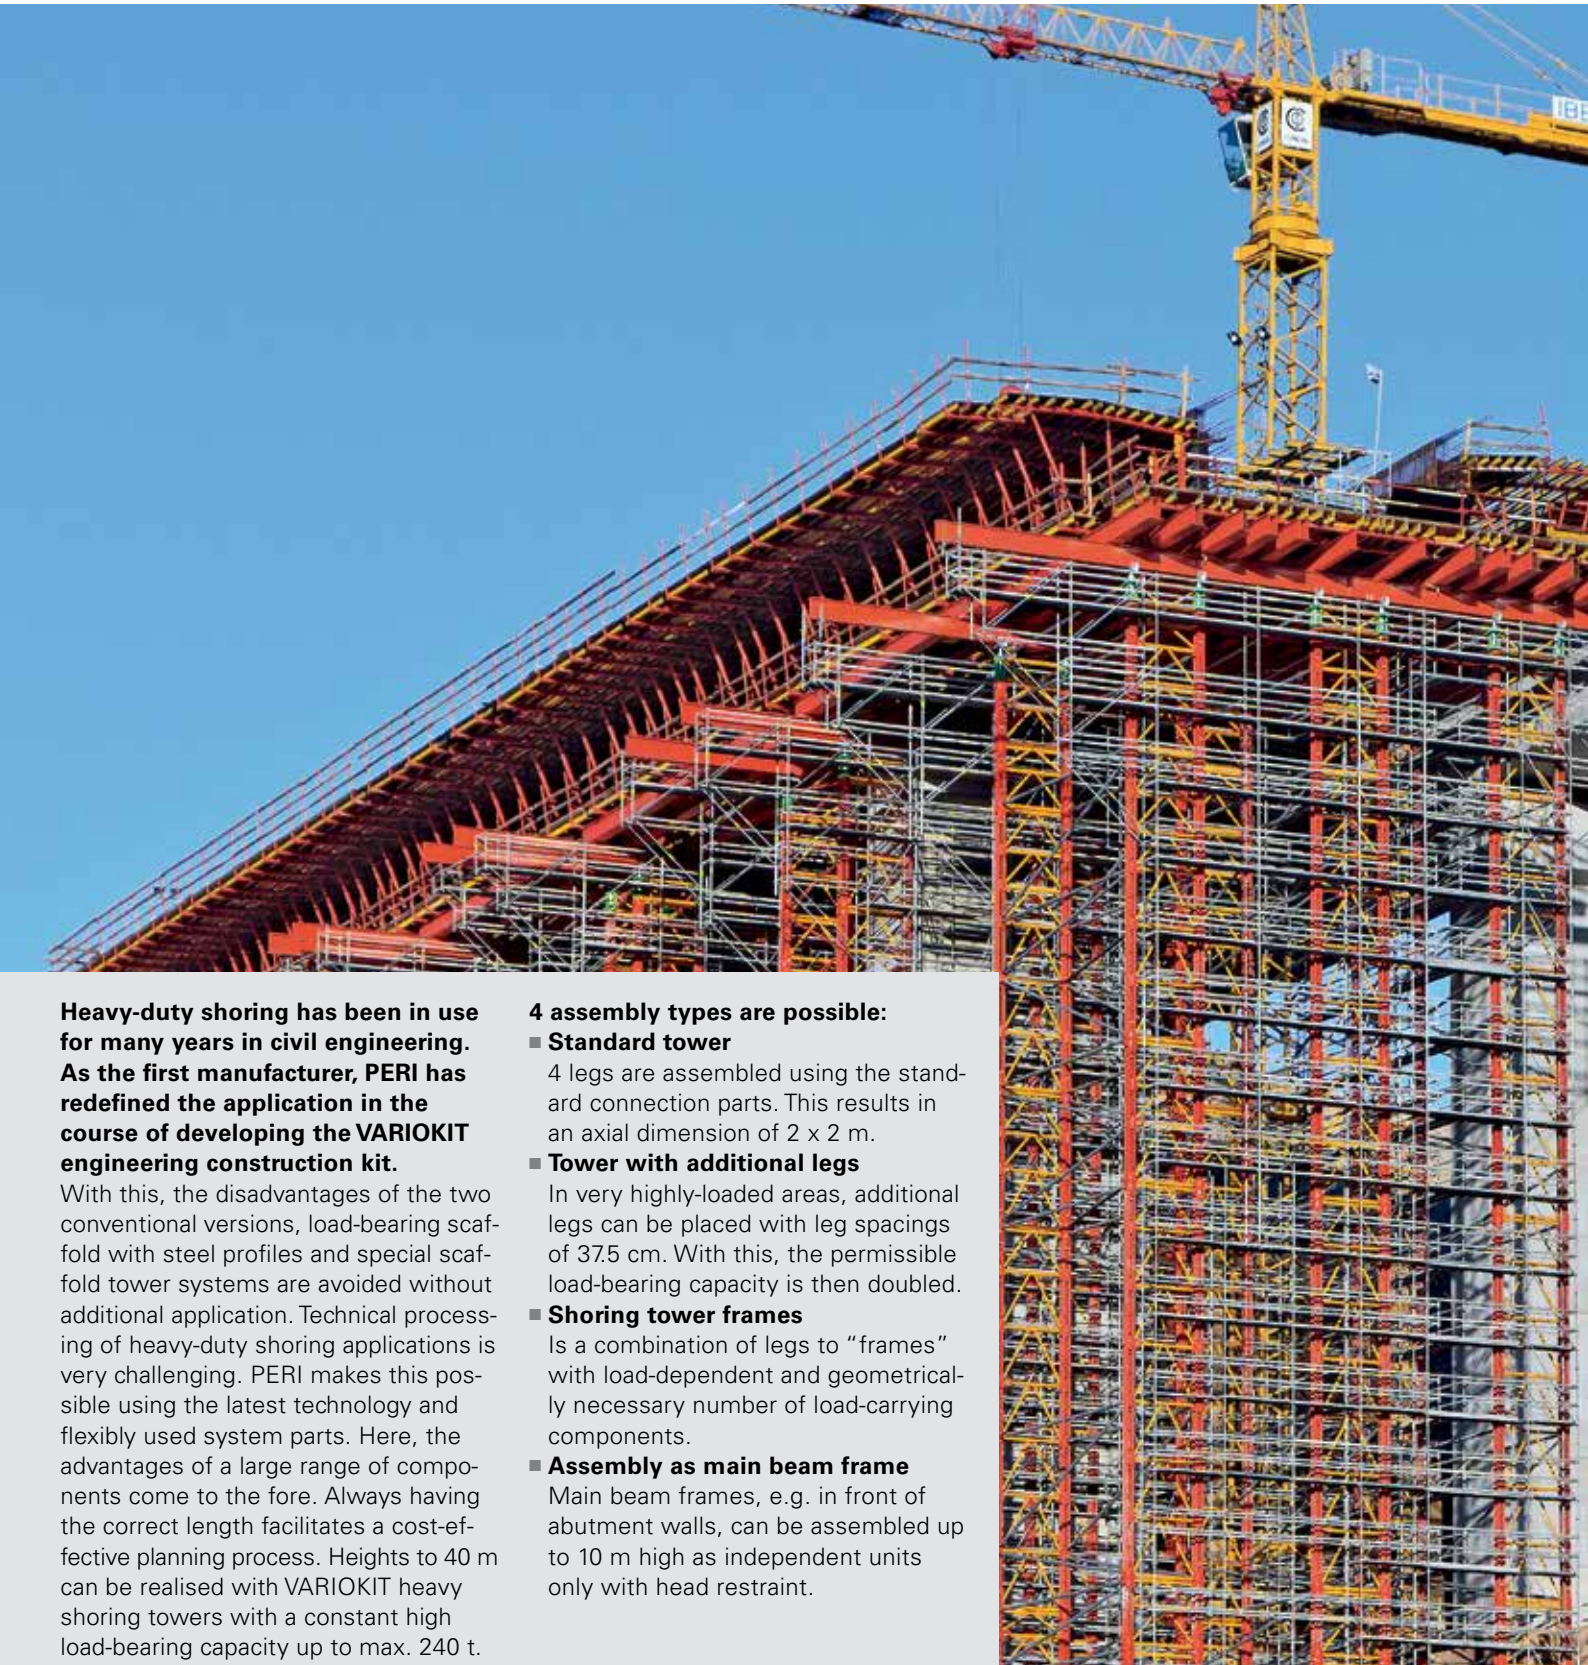 IBE
Heavy-duty shoring has been in use
for many years in civil engineering.
As the first manufacturer, PERI has
redefined the application in the
course of developing the VARIOKIT
engineering construction kit.
With this, the disadvantages of the two
conventional versions, load-bearing scaf-
fold with steel profiles and special scaf-
fold tower systems are avoided without
additional application. Technical process-
ing of heavy-duty shoring applications is
very challenging. PERI makes this pos-
sible using the latest technology and
flexibly used system parts. Here, the
advantages of a large range of compo-
nents come to the fore. Always having
the correct length facilitates a cost-ef-
fective planning process. Heights to 40 m
can be realised with VARIOKIT heavy
shoring towers with a constant high
load-bearing capacity up to max. 240 t.
4 assembly types are possible:
■ Standard tower
4 legs are assembled using the stand-
ard connection parts. This results in
an axial dimension of 2 x 2 m.
■ Tower with additional legs
In very highly-loaded areas, additional
legs can be placed with leg spacings
of 37.5 cm. With this, the permissible
load-bearing capacity is then doubled.
■ Shoring tower frames
Is a combination of legs to “frames”
with load-dependent and geometrical-
ly necessary number of load-carrying
components.
■ Assembly as main beam frame
Main beam frames, e.g. in front of
abutment walls, can be assembled up
to 10 m high as independent units
only with head restraint.